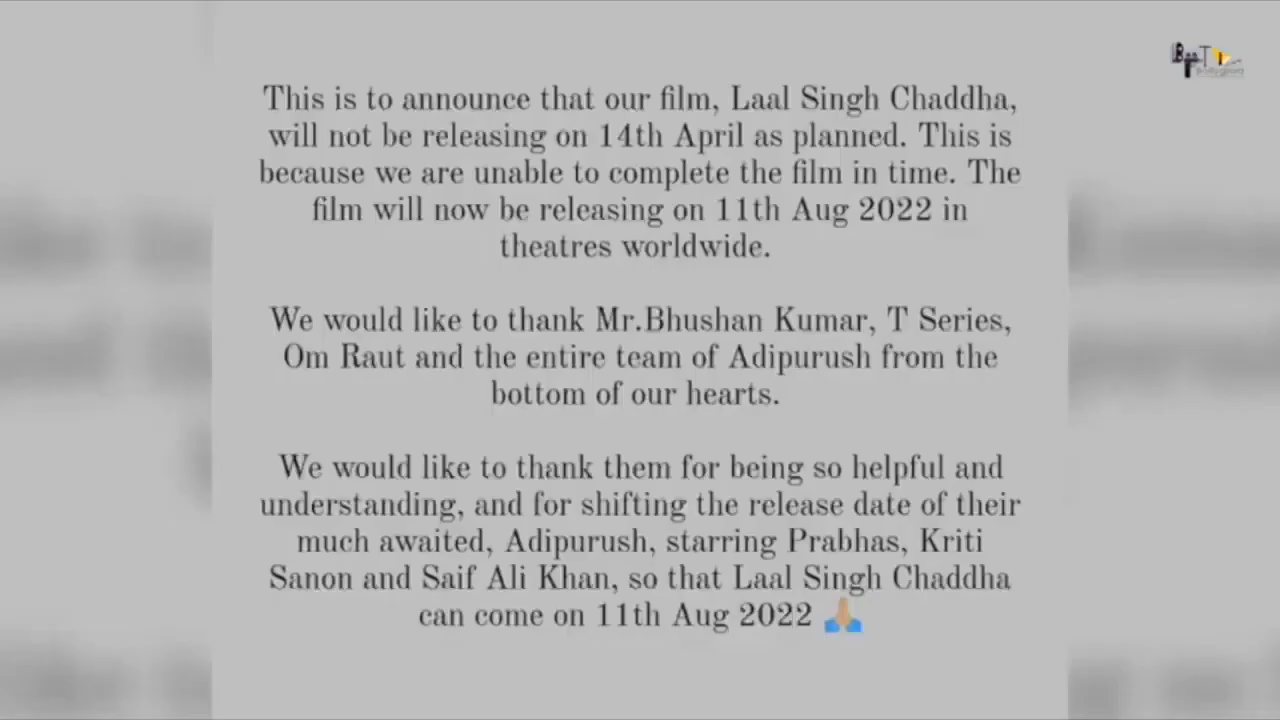 This is to announce that our film, Laal Singh Chaddha,
will not be releasing on 14th April as planned. This is
because we are unable to complete the film in time. The
film will now be releasing on 11th Aug 2022 in
theatres worldwide.
We would like to thank Mr.Bhushan Kumar, T Series,
Om Raut and the entire team of Adipurush from the
bottom of our hearts.
We would like to thank them for being so helpful and
understanding, and for shifting the release date of their
much awaited, Adipurush, starring Prabhas, Kriti
Sanon and Saif Ali Khan, so that Laal Singh Chaddha
can come on 11th Aug 2022 🙏